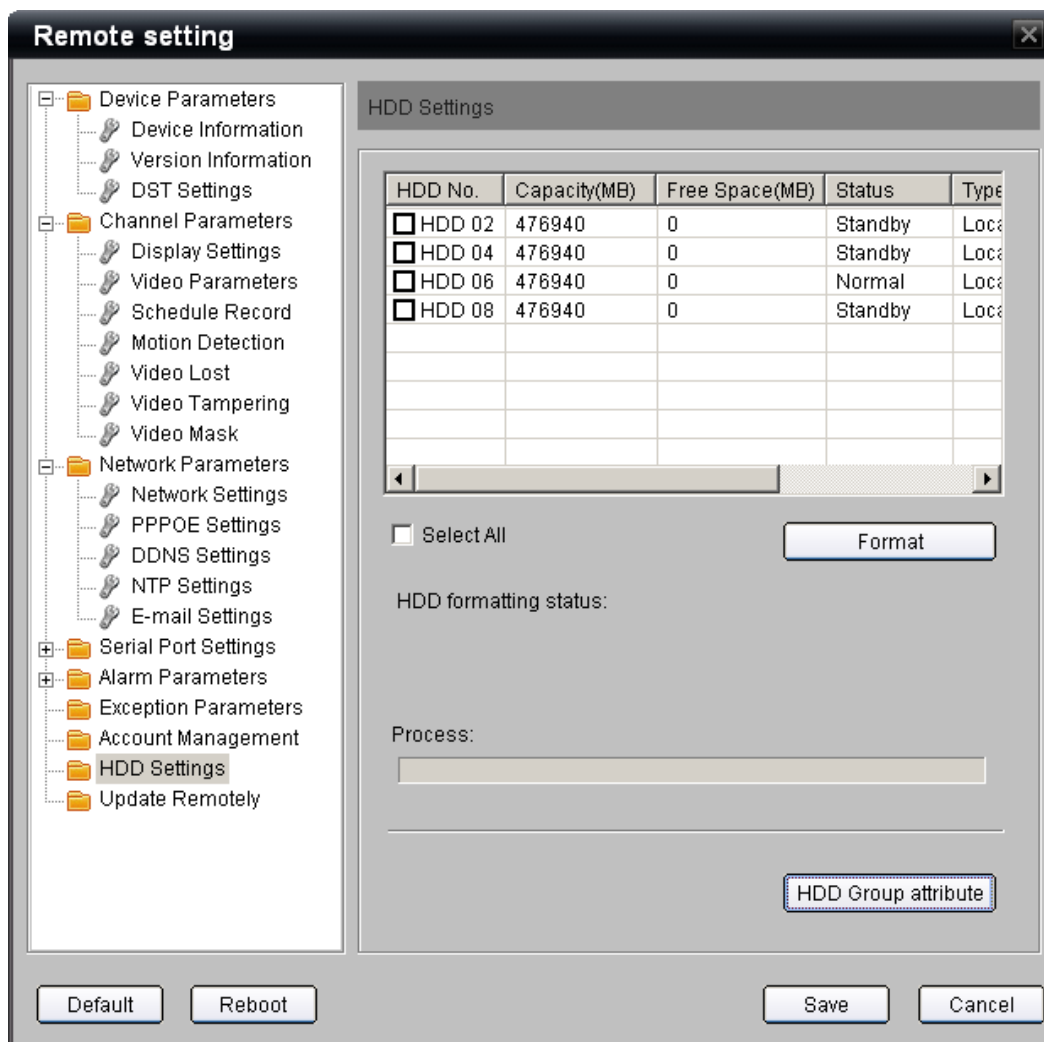 Remote setting
Device Parameters
Device Information
Version Information
DST Settings
Channel Parameters
Display Settings
Video Parameters
Schedule Record
Motion Detection
Video Lost
Video Tampering
Video Mask
Network Parameters
Network Settings
PPPOE Settings
DDNS Settings
NTP Settings
E-mail Settings
Serial Port Settings
Alarm Parameters
Exception Parameters
Account Management
HDD Settings
Update Remotely
HDD Settings
HDD No. Capacity(MB) Free Space(MB) Status Type
HDD 02 476940 0 Standby Loca
HDD 04 476940 0 Standby Loca
HDD 06 476940 0 Normal Loca
HDD 08 476940 0 Standby Loca
Select All
Format
HDD formatting status:
Process:
HDD Group attribute
Default Reboot Save Cancel